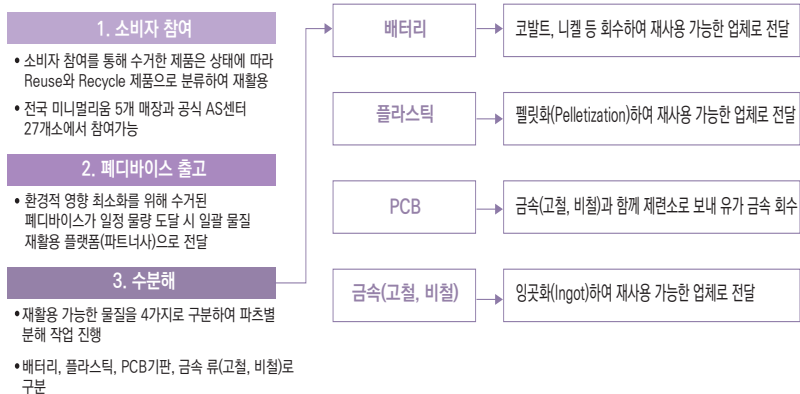 1. 소비자 참여
• 소비자 참여를 통해 수거한 제품은 상태에 따라
Reuse와 Recycle 제품으로 분류하여 재활용
• 전국 미니멀리움 5개 매장과 공식 AS센터
27개소에서 참여가능
2. 폐디바이스 출고
• 환경적 영향 최소화를 위해 수거된
폐디바이스가 일정 물량 도달 시 일괄 물질
재활용 플랫폼(파트너사)으로 전달
3. 수분해
• 재활용 가능한 물질을 4가지로 구분하여 파츠별
분해 작업 진행
• 배터리, 플라스틱, PCB기판, 금속 류(고철, 비철)로
구분
배터리
코발트, 니켈 등 회수하여 재사용 가능한 업체로 전달
플라스틱
펠릿화(Pelletization)하여 재사용 가능한 업체로 전달
PCB
금속(고철, 비철)과 함께 제련소로 보내 유가 금속 회수
금속(고철, 비철)
잉곳화(Ingot)하여 재사용 가능한 업체로 전달